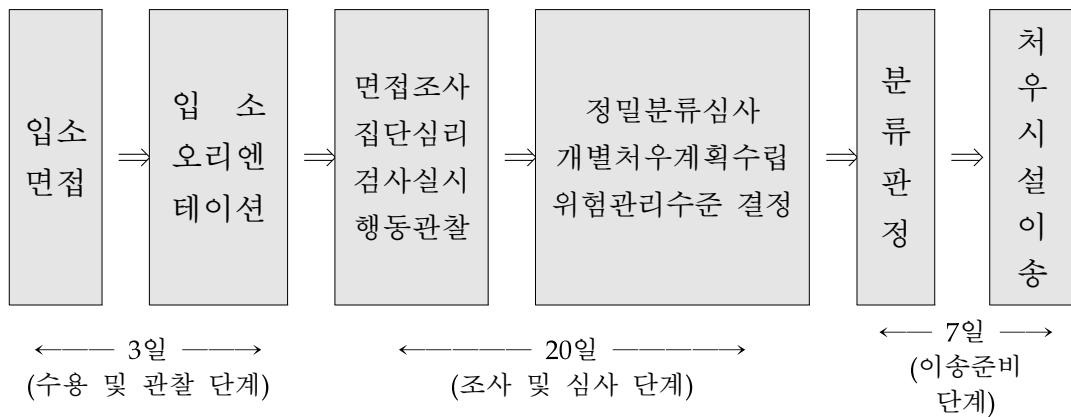 입소
면접
⇒
입 소
오리엔
테이션
⇒
면접조사
집단심리
검사실시
행동관찰
⇒
정밀분류심사
개별처우계획수립
위험관리수준 결정
⇒
분
류
판
정
⇒
처
우
시
설
이
송
←―― 3일 ――→
(수용 및 관찰 단계)
←――― 20일 ―――→
(조사 및 심사 단계)
←― 7일 ―→
(이송준비
단계)